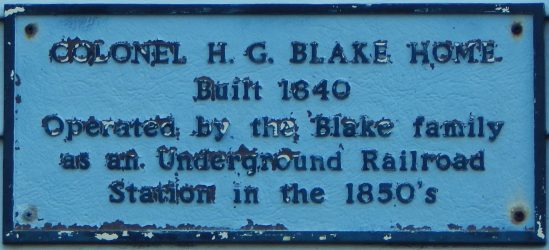 COLONEL H. G. BLAKE HOME
Built 1840
Operated by the Blake family
as an Underground Railroad
Station in the 1850's